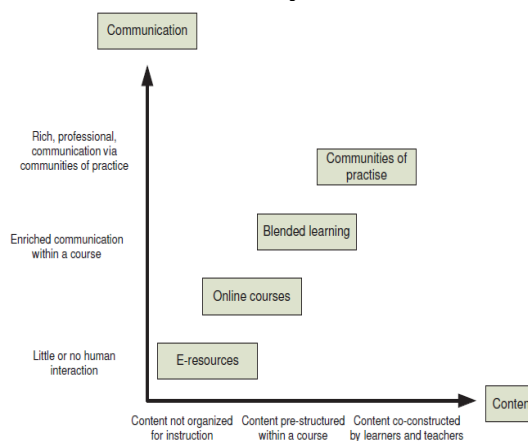 Communication
Rich, professional,
communication via
communities of practice
Communities of
practise
Enriched communication
within a course
Blended learning
Online courses
Little or no human
interaction
E-resources
Content
Content not organized
for instruction
Content pre-structured
within a course
Content co-constructed
by learners and teachers